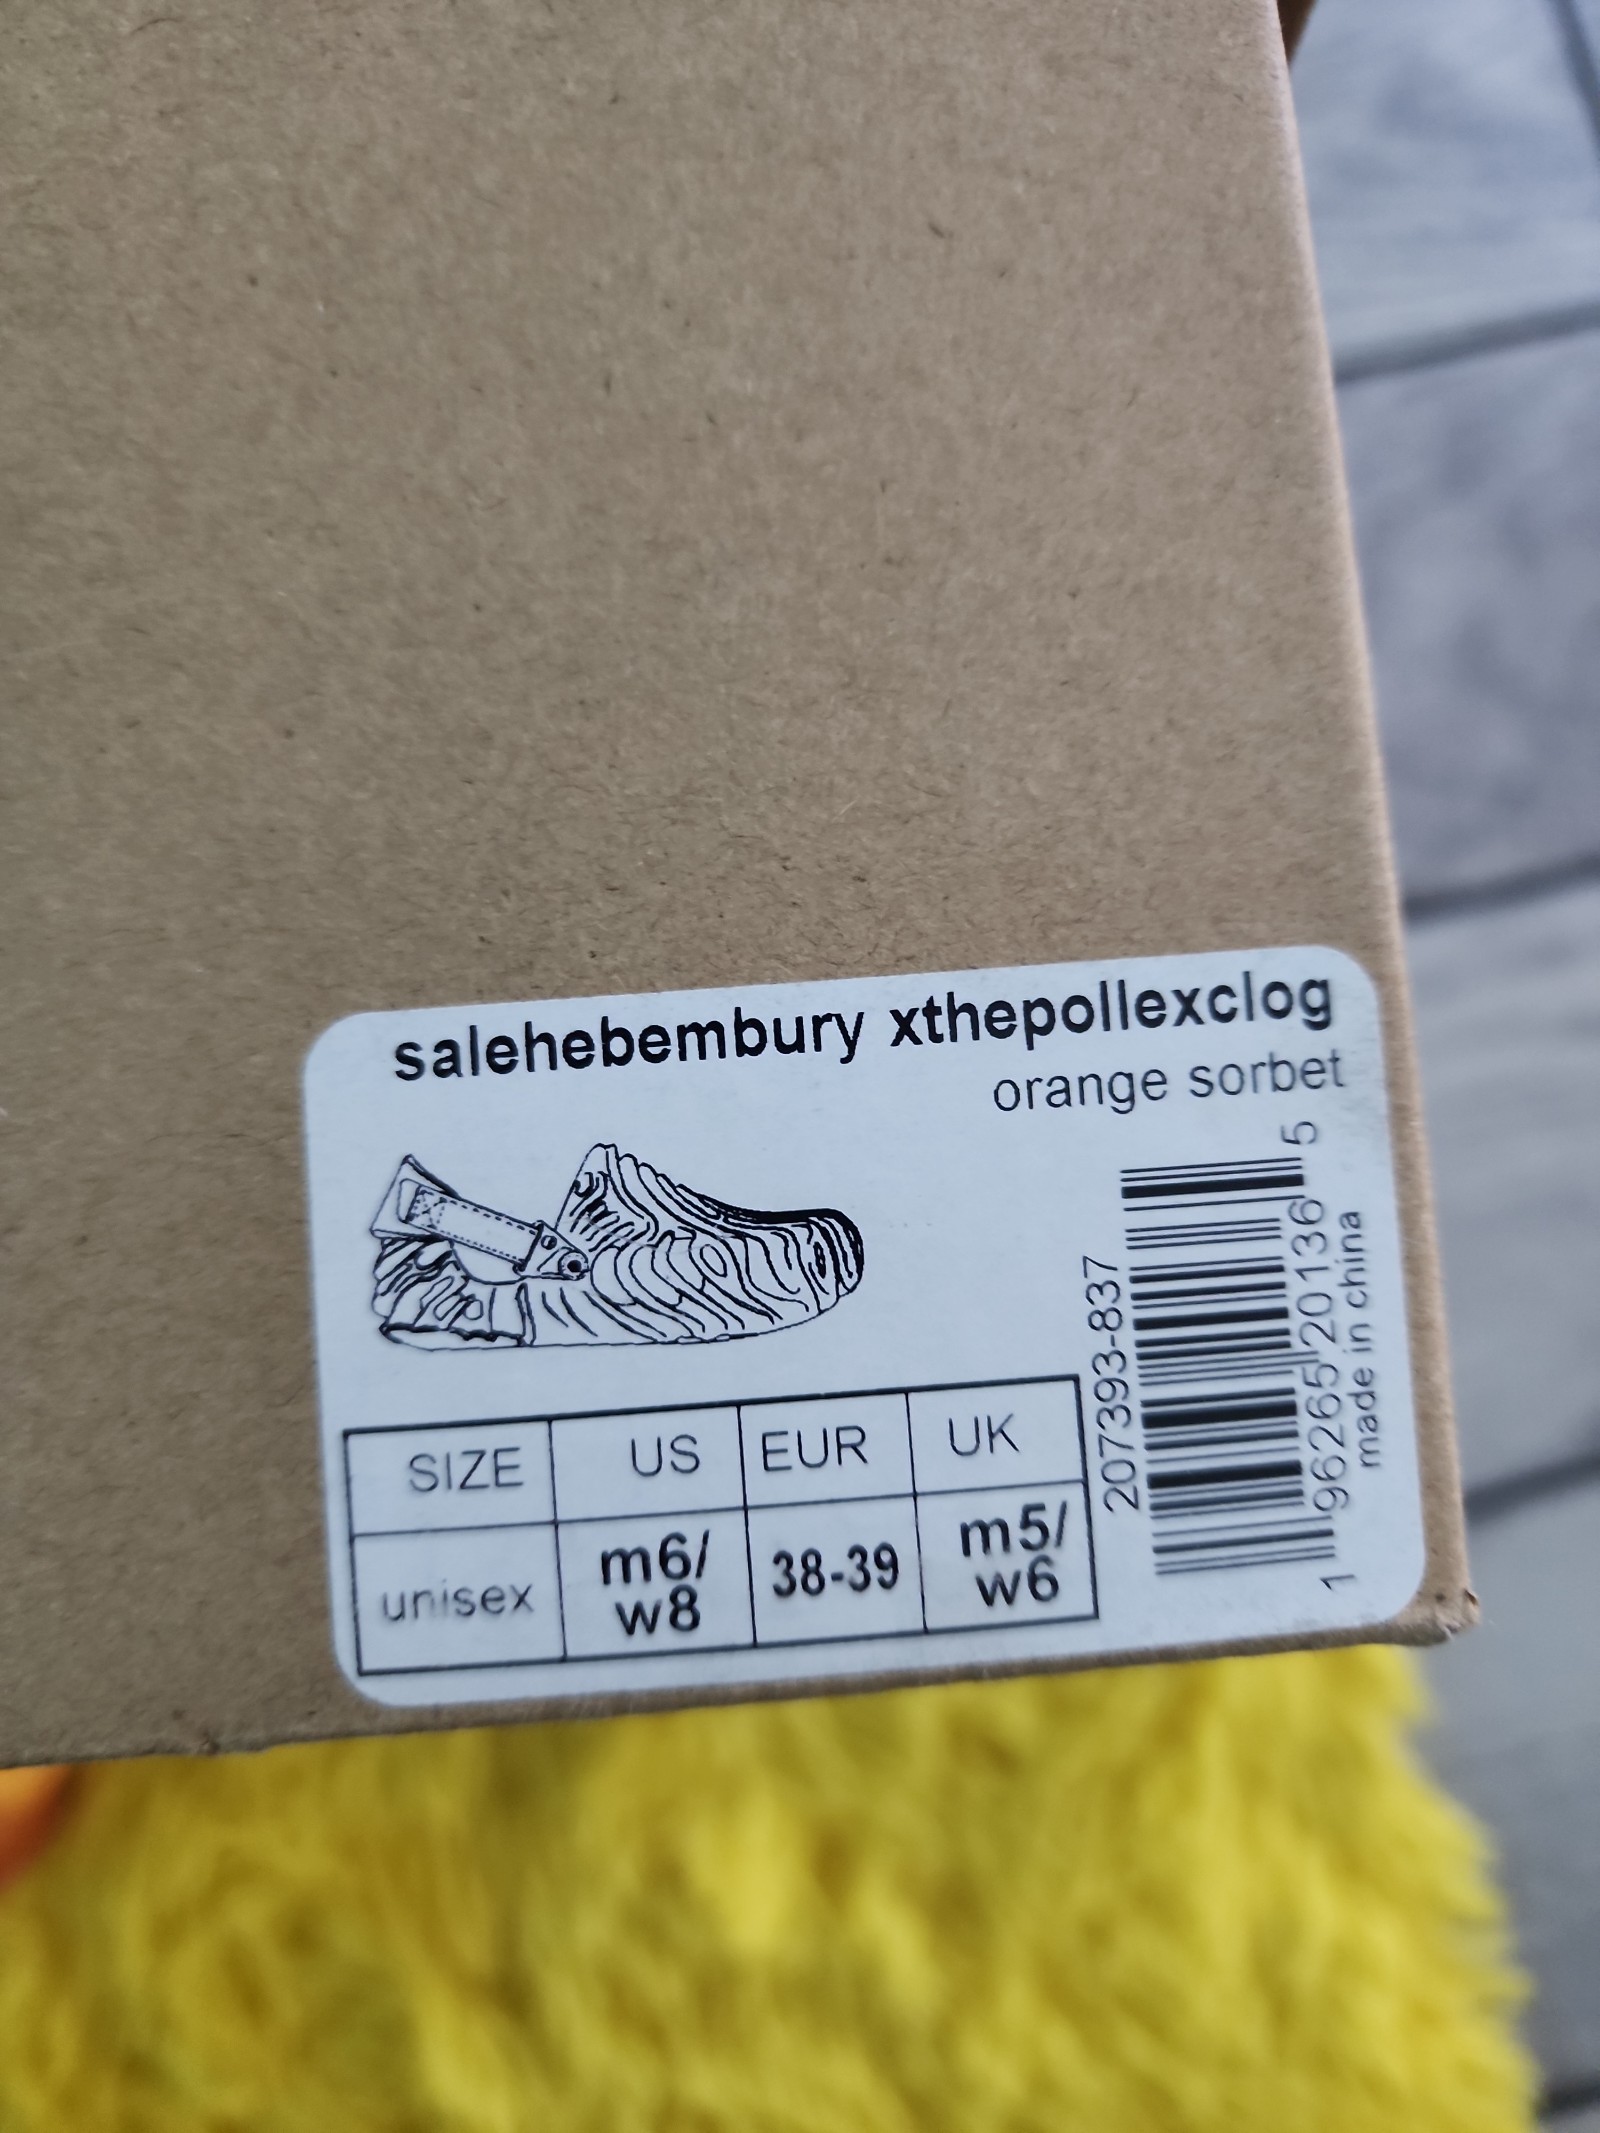 salehebembury xthepollexclog
orange sorbet
207393-837
1 96265 20136 5
made in china
SIZE US EUR UK
unisex m6/ w8 38-39 m5/ w6